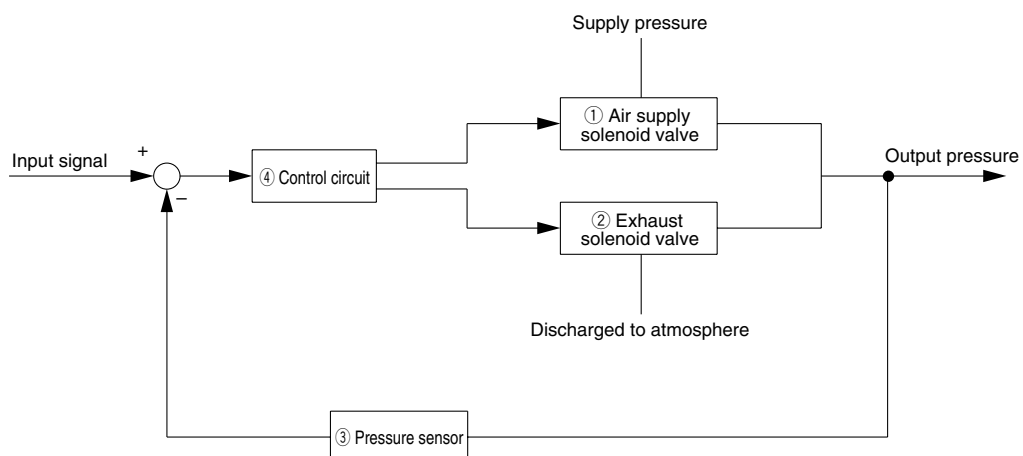 Supply pressure
① Air supply
solenoid valve
Input signal
+
④ Control circuit
Output pressure
−
② Exhaust
solenoid valve
Discharged to atmosphere
③ Pressure sensor